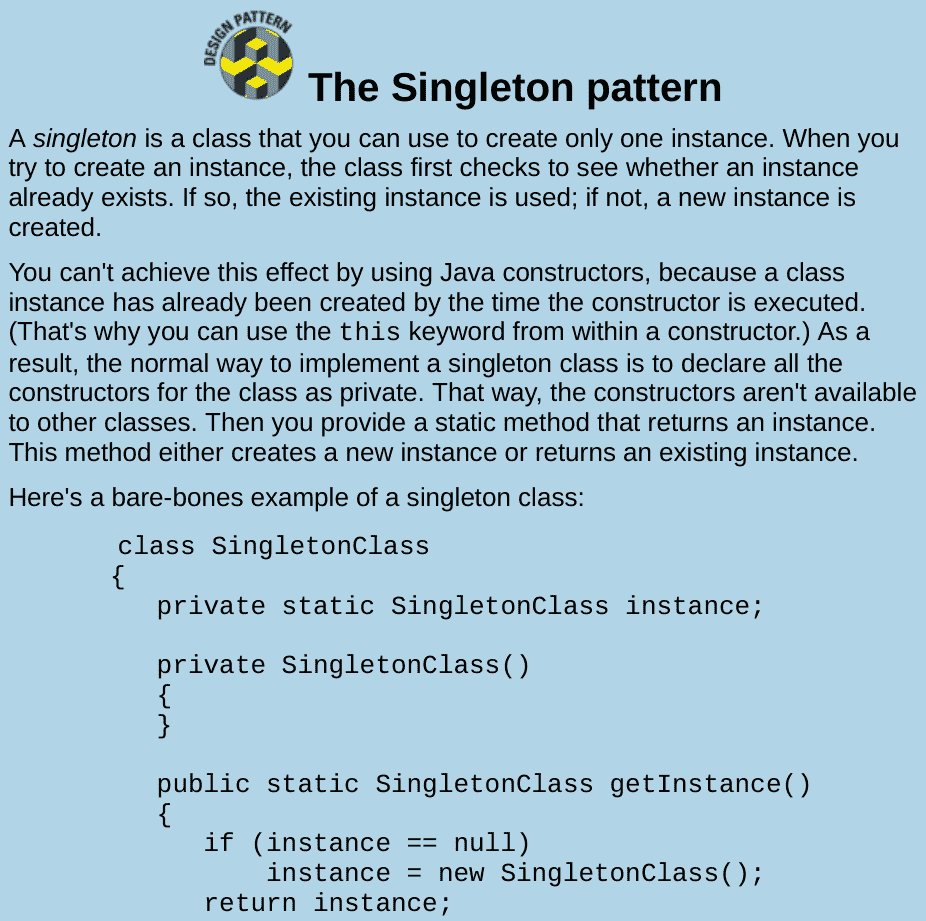 DESIGN PATTERN
The Singleton pattern
A singleton is a class that you can use to create only one instance. When you
try to create an instance, the class first checks to see whether an instance
already exists. If so, the existing instance is used; if not, a new instance is
created.
You can't achieve this effect by using Java constructors, because a class
instance has already been created by the time the constructor is executed.
(That's why you can use the this keyword from within a constructor.) As a
result, the normal way to implement a singleton class is to declare all the
constructors for the class as private. That way, the constructors aren't available
to other classes. Then you provide a static method that returns an instance.
This method either creates a new instance or returns an existing instance.
Here's a bare-bones example of a singleton class:
class SingletonClass
{
private static SingletonClass instance;
private SingletonClass()
{
}
public static SingletonClass getInstance()
{
if (instance == null)
instance = new SingletonClass();
return instance;